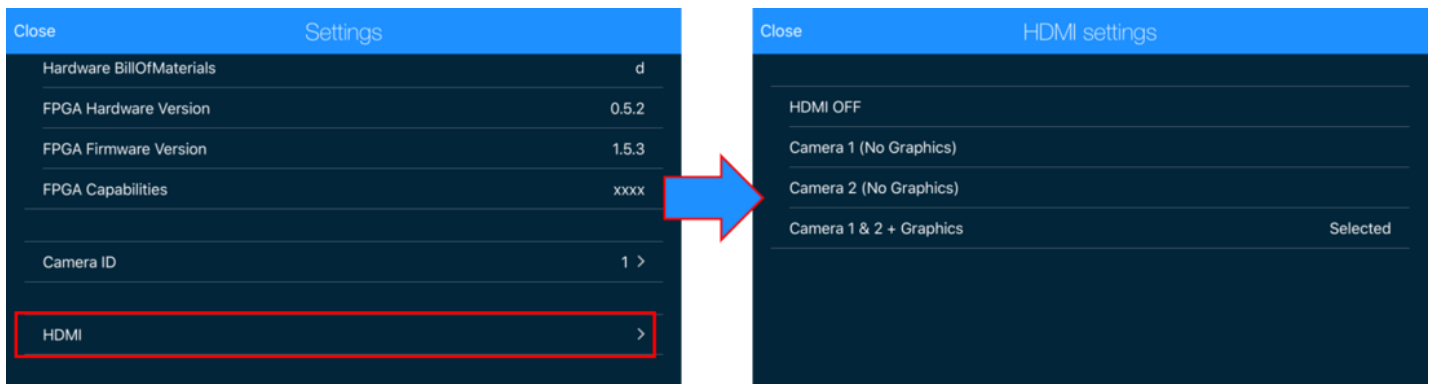 Close Settings
Hardware BillOfMaterials d
FPGA Hardware Version 0.5.2
FPGA Firmware Version 1.5.3
FPGA Capabilities xxxx
Camera ID 1 >
HDMI >
Close HDMI settings
HDMI OFF
Camera 1 (No Graphics)
Camera 2 (No Graphics)
Camera 1 & 2 + Graphics Selected